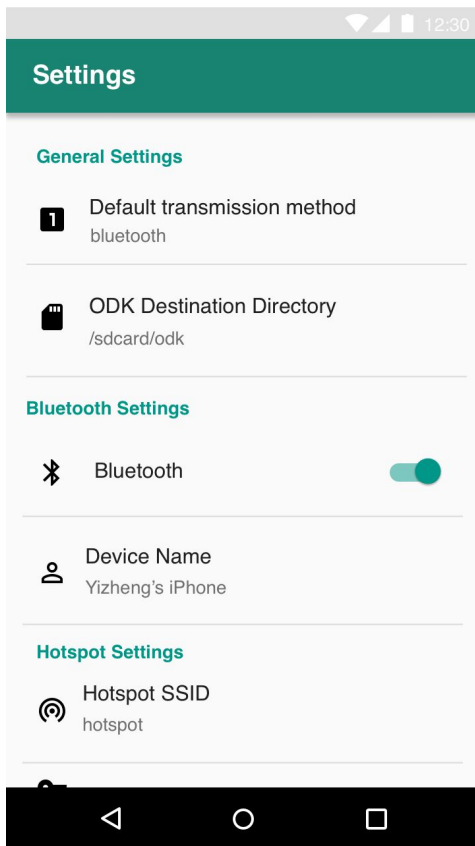 12:30
Settings
General Settings
1
Default transmission method
bluetooth
ODK Destination Directory
/sdcard/odk
Bluetooth Settings
Bluetooth
Device Name
Yizheng's iPhone
Hotspot Settings
Hotspot SSID
hotspot